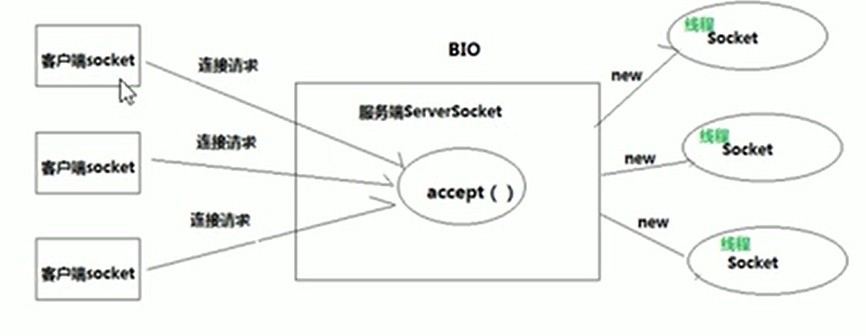 BIO
客户端socket
连接请求
客户端socket
连接请求
客户端socket
连接请求
服务端ServerSocket
accept（ ）
new
线程
Socket
new
线程
Socket
new
线程
Socket